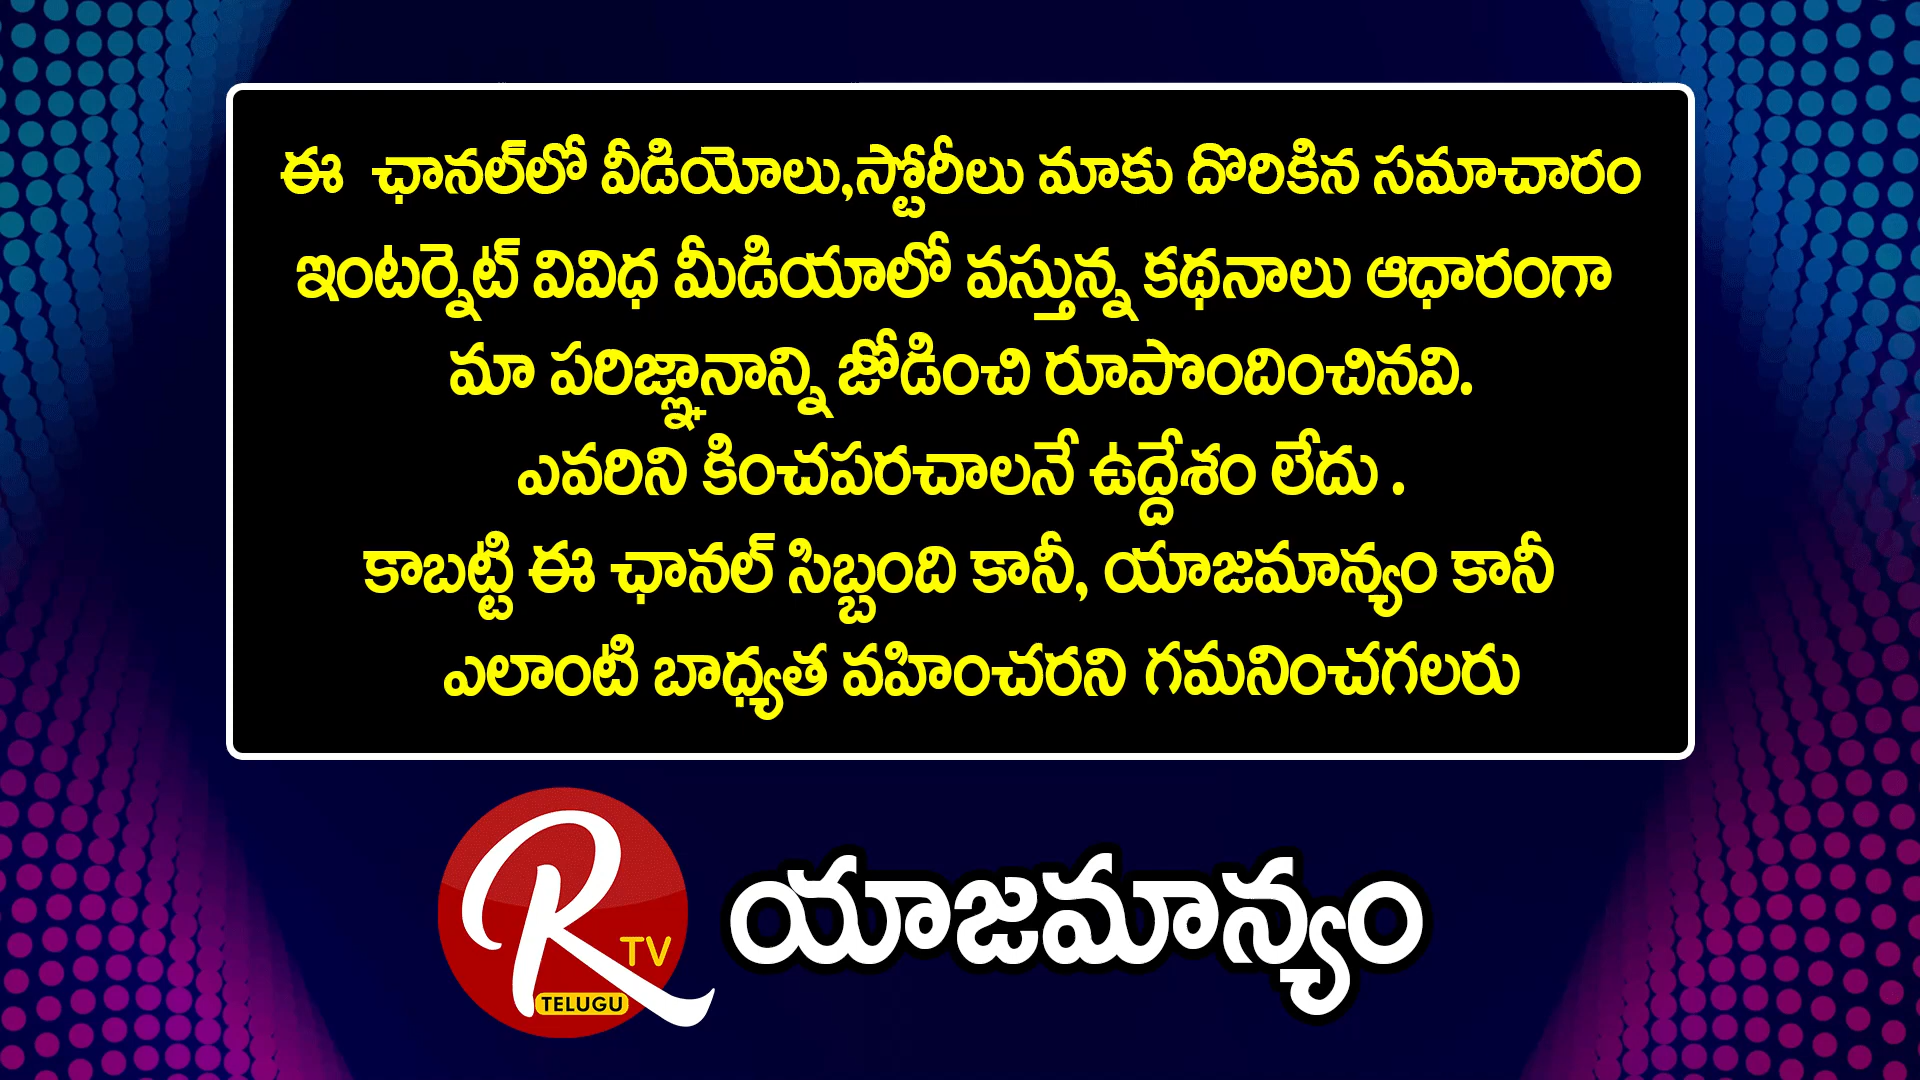 ఈ ఛానల్‌లో వీడియోలు,స్టోరీలు మాకు దొరికిన సమాచారం
ఇంటర్నెట్ వివిధ మీడియాలో వస్తున్న కథనాలు ఆధారంగా
మా పరిజ్ఞానాన్ని జోడించి రూపొందించినవి.
ఎవరిని కించపరచాలనే ఉద్దేశం లేదు .
కాబట్టి ఈ ఛానల్ సిబ్బంది కానీ, యాజమాన్యం కానీ
ఎలాంటి బాధ్యత వహించరని గమనించగలరు
R TV
TELUGU
యాజమాన్యం